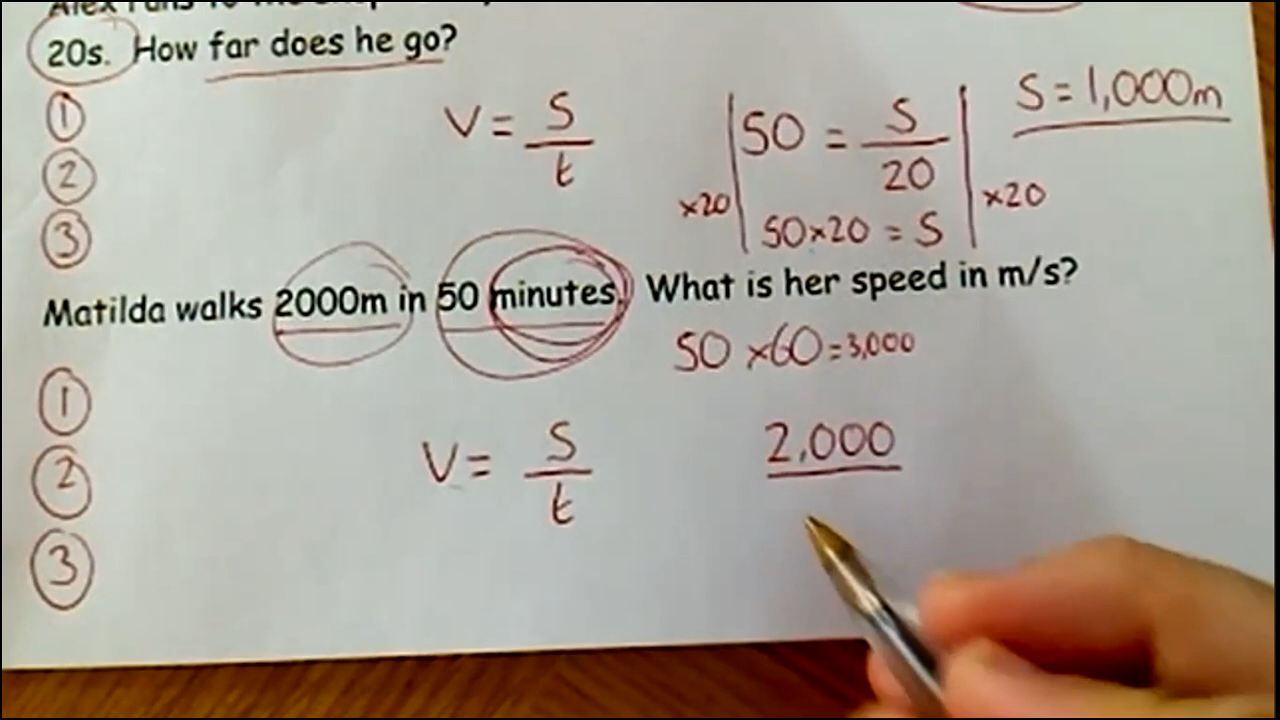 20s. How far does he go?
1
2
3
V = S/t
50 = S/20
×20
50×20 = S
×20
S = 1,000m
Matilda walks 2000m in 50 minutes. What is her speed in m/s?
50 ×60 = 3,000
1
2
3
V = S/t
2,000